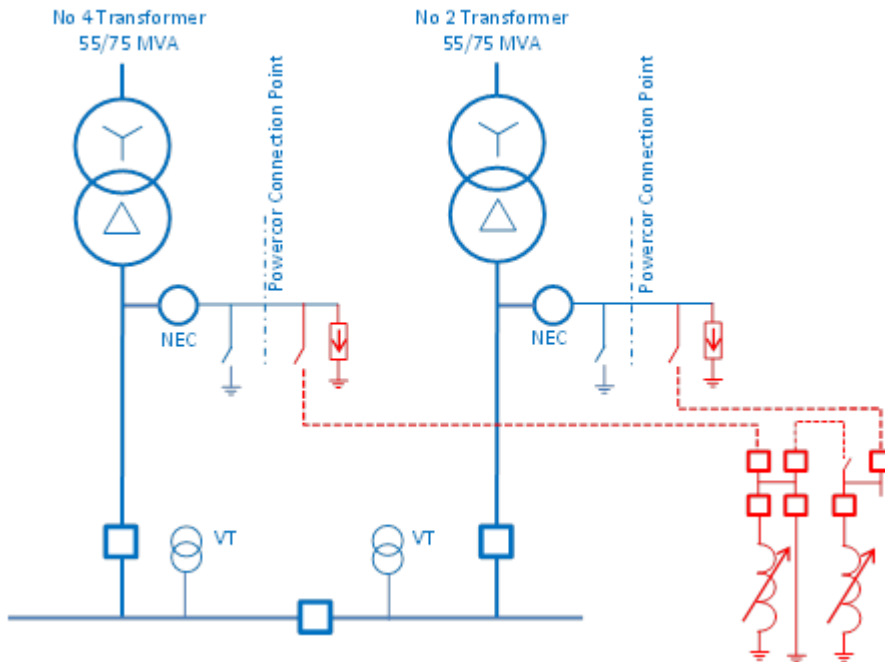 No 4 Transformer
55/75 MVA
No 2 Transformer
55/75 MVA
Powercor Connection Point
Powercor Connection Point
NEC
NEC
VT
VT